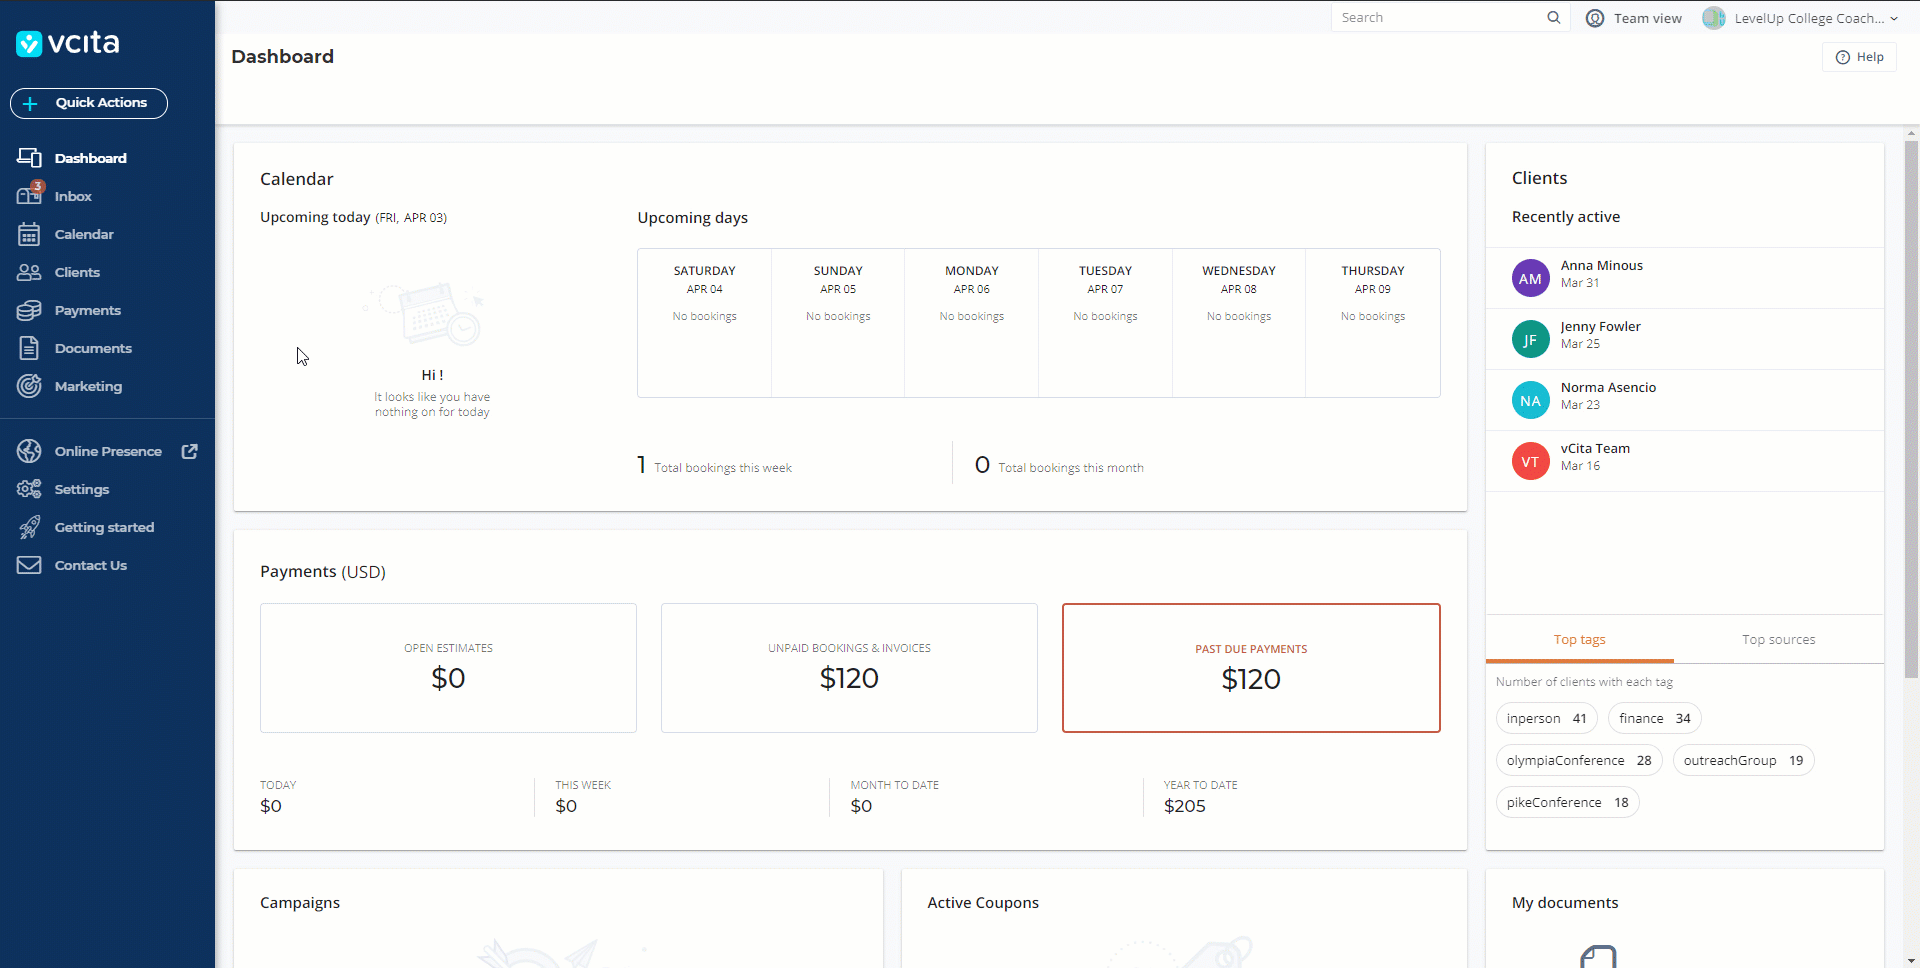 vcita
Quick Actions
Dashboard
3
Inbox
Calendar
Clients
Payments
Documents
Marketing
Online Presence
Settings
Getting started
Contact Us
Search
Team view
LevelUp College Coach...
Dashboard
Help
Calendar
Upcoming today (FRI, APR 03)
Hi !
It looks like you have
nothing on for today
Upcoming days
SATURDAY
APR 04
No bookings
SUNDAY
APR 05
No bookings
MONDAY
APR 06
No bookings
TUESDAY
APR 07
No bookings
WEDNESDAY
APR 08
No bookings
THURSDAY
APR 09
No bookings
1 Total bookings this week
0 Total bookings this month
Payments (USD)
OPEN ESTIMATES
$0
UNPAID BOOKINGS & INVOICES
$120
PAST DUE PAYMENTS
$120
TODAY
$0
THIS WEEK
$0
MONTH TO DATE
$0
YEAR TO DATE
$205
Clients
Recently active
AM
Anna Minous
Mar 31
JF
Jenny Fowler
Mar 25
NA
Norma Asencio
Mar 23
VT
vCita Team
Mar 16
Top tags
Top sources
Number of clients with each tag
inperson 41
finance 34
olympiaConference 28
outreachGroup 19
pikeConference 18
Campaigns
Active Coupons
My documents